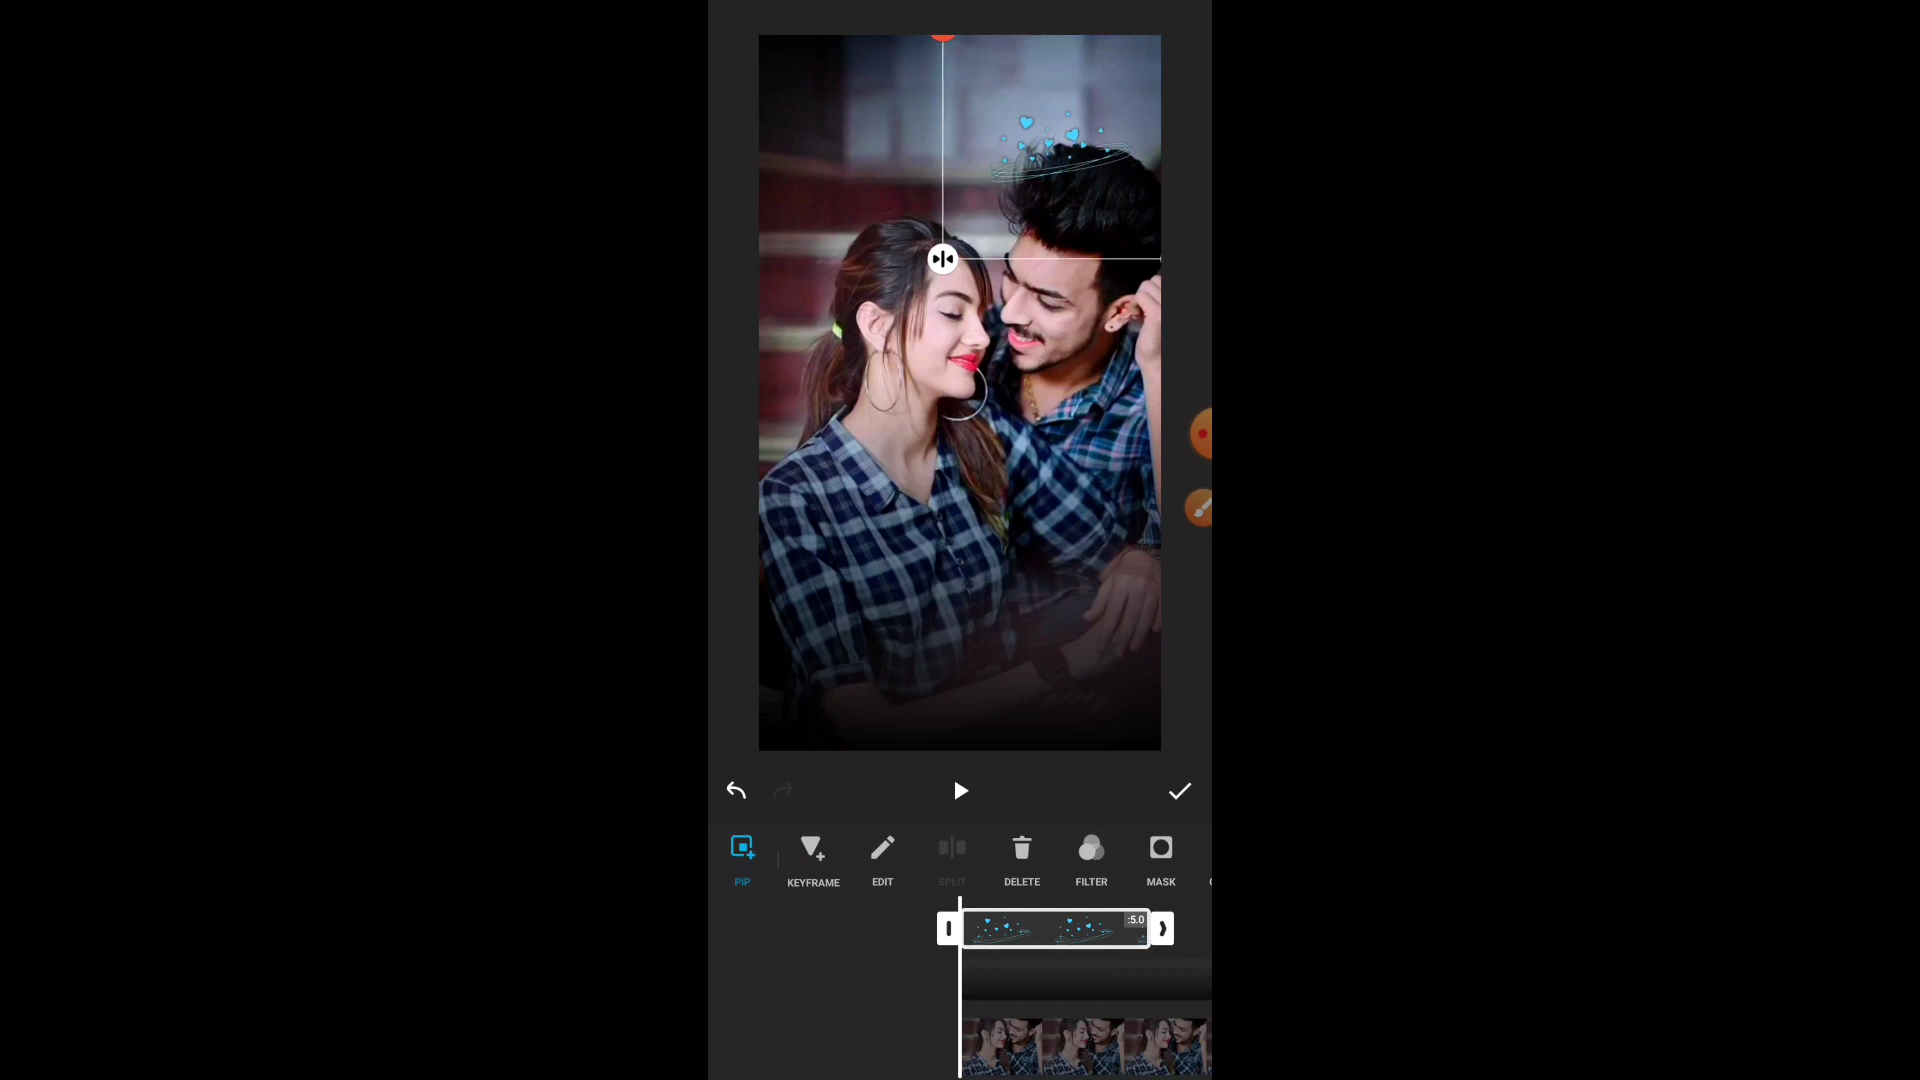 PIP
KEYFRAME
EDIT
SPLIT
DELETE
FILTER
MASK
:5.0